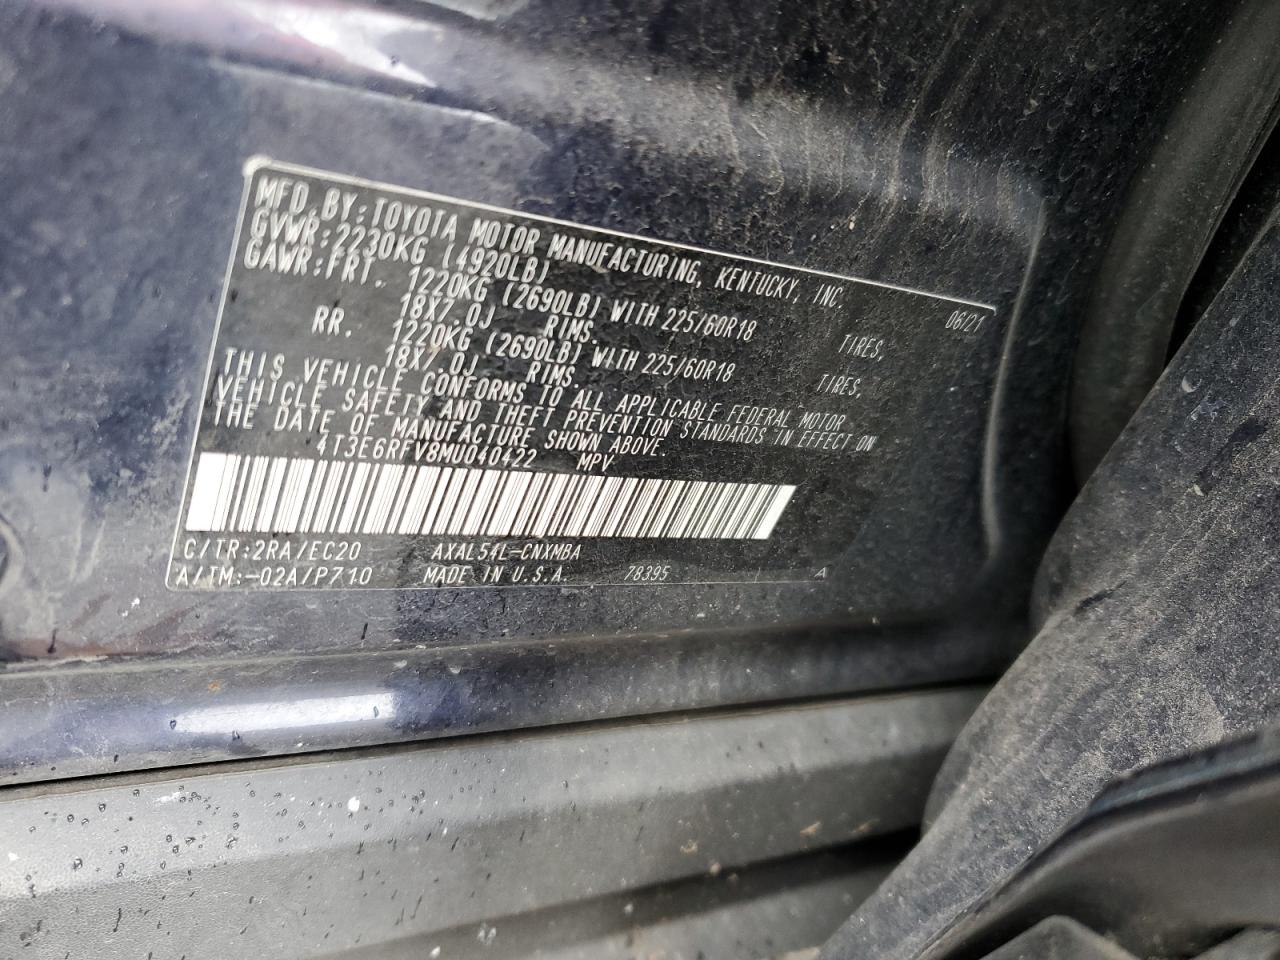 MFD. BY: TOYOTA MOTOR MANUFACTURING, KENTUCKY, INC. 06/21
GVWR: 2230KG (4920LB)
GAWR: FRT. 1220KG (2690LB) WITH 225/60R18 TIRES,
18X7.0J RIMS.
RR. 1220KG (2690LB) WITH 225/60R18 TIRES,
18X7.0J RIMS.
THIS VEHICLE CONFORMS TO ALL APPLICABLE FEDERAL MOTOR
VEHICLE SAFETY AND THEFT PREVENTION STANDARDS IN EFFECT ON
THE DATE OF MANUFACTURE SHOWN ABOVE.
4T3E6RFV8MU040422 MPV
C/TR: 2RA/EC20 AXAL54L-CNXMBA
A/TM: -02A/P710 MADE IN U.S.A. 78395 A